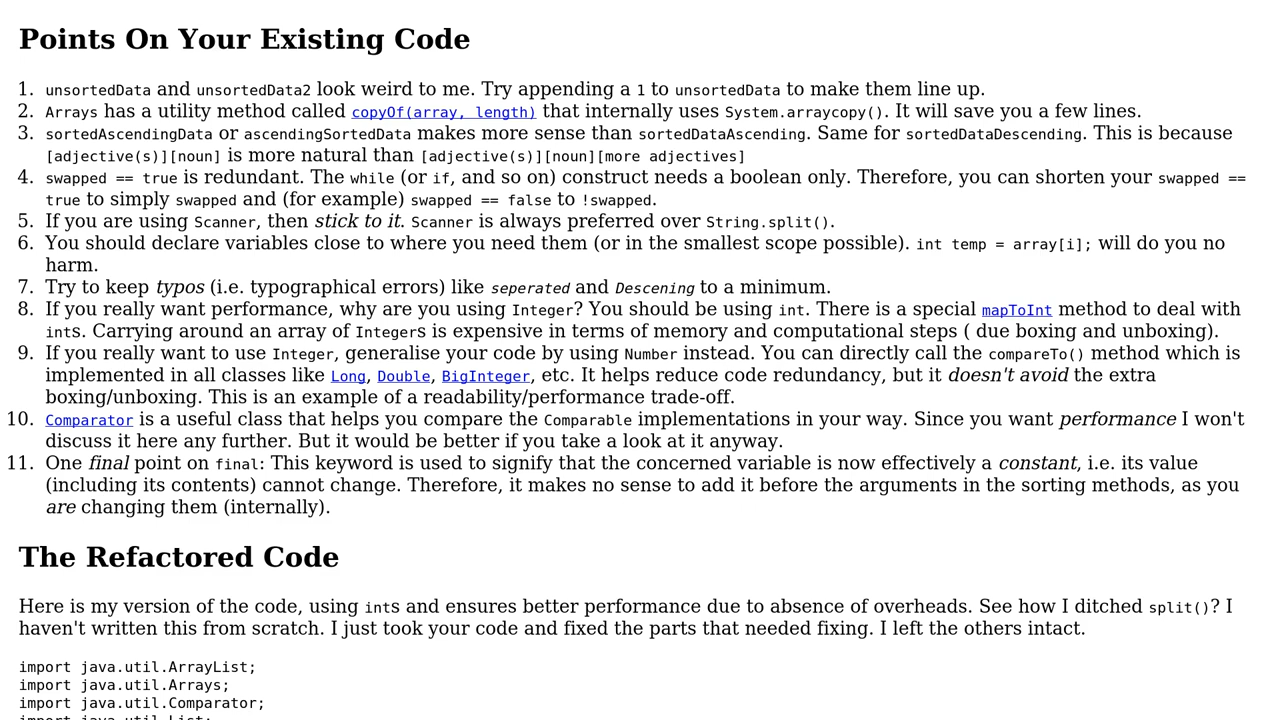 Points On Your Existing Code
1. unsortedData and unsortedData2 look weird to me. Try appending a 1 to unsortedData to make them line up.
2. Arrays has a utility method called copyOf(array, length) that internally uses System.arraycopy(). It will save you a few lines.
3. sortedAscendingData or ascendingSortedData makes more sense than sortedDataAscending. Same for sortedDataDescending. This is because
[adjective(s)][noun] is more natural than [adjective(s)][noun][more adjectives]
4. swapped == true is redundant. The while (or if, and so on) construct needs a boolean only. Therefore, you can shorten your swapped ==
true to simply swapped and (for example) swapped == false to !swapped.
5. If you are using Scanner, then stick to it. Scanner is always preferred over String.split().
6. You should declare variables close to where you need them (or in the smallest scope possible). int temp = array[i]; will do you no
harm.
7. Try to keep typos (i.e. typographical errors) like seperated and Descening to a minimum.
8. If you really want performance, why are you using Integer? You should be using int. There is a special mapToInt method to deal with
ints. Carrying around an array of Integers is expensive in terms of memory and computational steps ( due boxing and unboxing).
9. If you really want to use Integer, generalise your code by using Number instead. You can directly call the compareTo() method which is
implemented in all classes like Long, Double, BigInteger, etc. It helps reduce code redundancy, but it doesn't avoid the extra
boxing/unboxing. This is an example of a readability/performance trade-off.
10. Comparator is a useful class that helps you compare the Comparable implementations in your way. Since you want performance I won't
discuss it here any further. But it would be better if you take a look at it anyway.
11. One final point on final: This keyword is used to signify that the concerned variable is now effectively a constant, i.e. its value
(including its contents) cannot change. Therefore, it makes no sense to add it before the arguments in the sorting methods, as you
are changing them (internally).
The Refactored Code
Here is my version of the code, using ints and ensures better performance due to absence of overheads. See how I ditched split()? I
haven't written this from scratch. I just took your code and fixed the parts that needed fixing. I left the others intact.
import java.util.ArrayList;
import java.util.Arrays;
import java.util.Comparator;
import java.util.List;